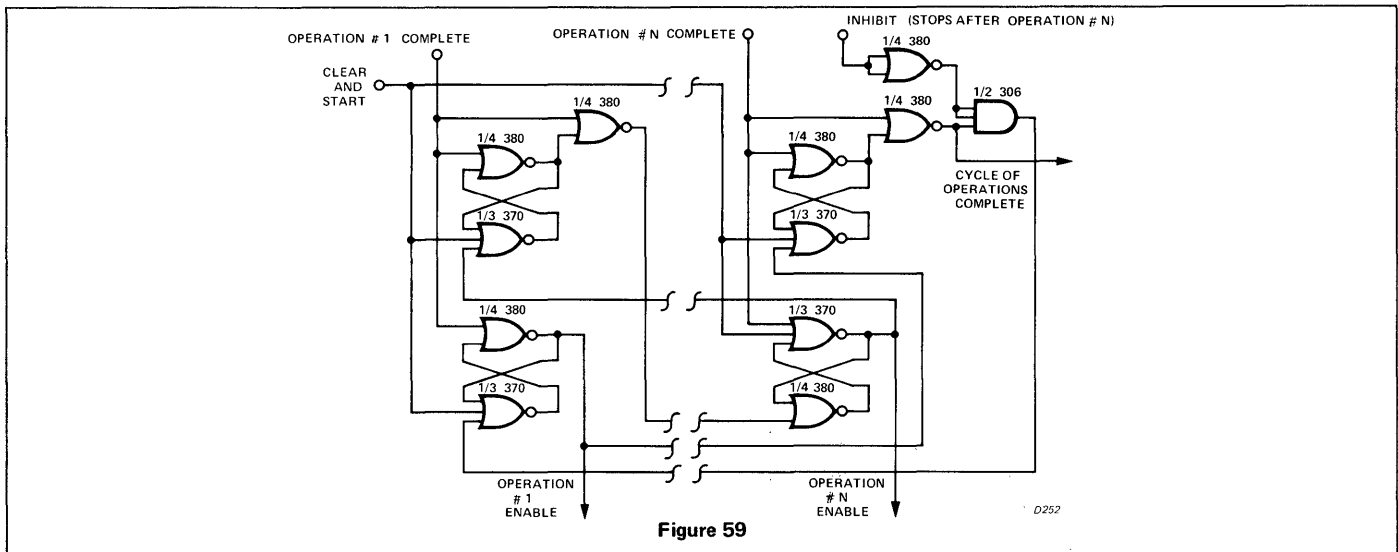 INHIBIT (STOPS AFTER OPERATION # N)
OPERATION # 1 COMPLETE
OPERATION # N COMPLETE
1/4 380
CLEAR
AND
START
1/2 306
1/4 380
1/4 380
1/4 380
1/4 380
CYCLE OF
OPERATIONS
COMPLETE
1/3 370
1/3 370
1/4 380
1/3 370
1/3 370
1/4 380
OPERATION
# 1
ENABLE
OPERATION
# N
ENABLE
D252
Figure 59